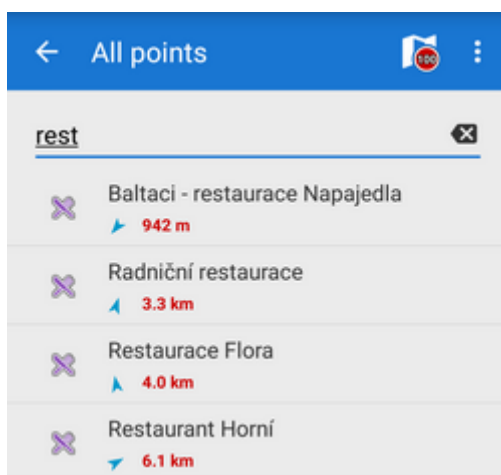 All points
100
rest
Baltaci - restaurace Napajedla
942 m
Radniční restaurace
3.3 km
Restaurace Flora
4.0 km
Restaurant Horní
6.1 km